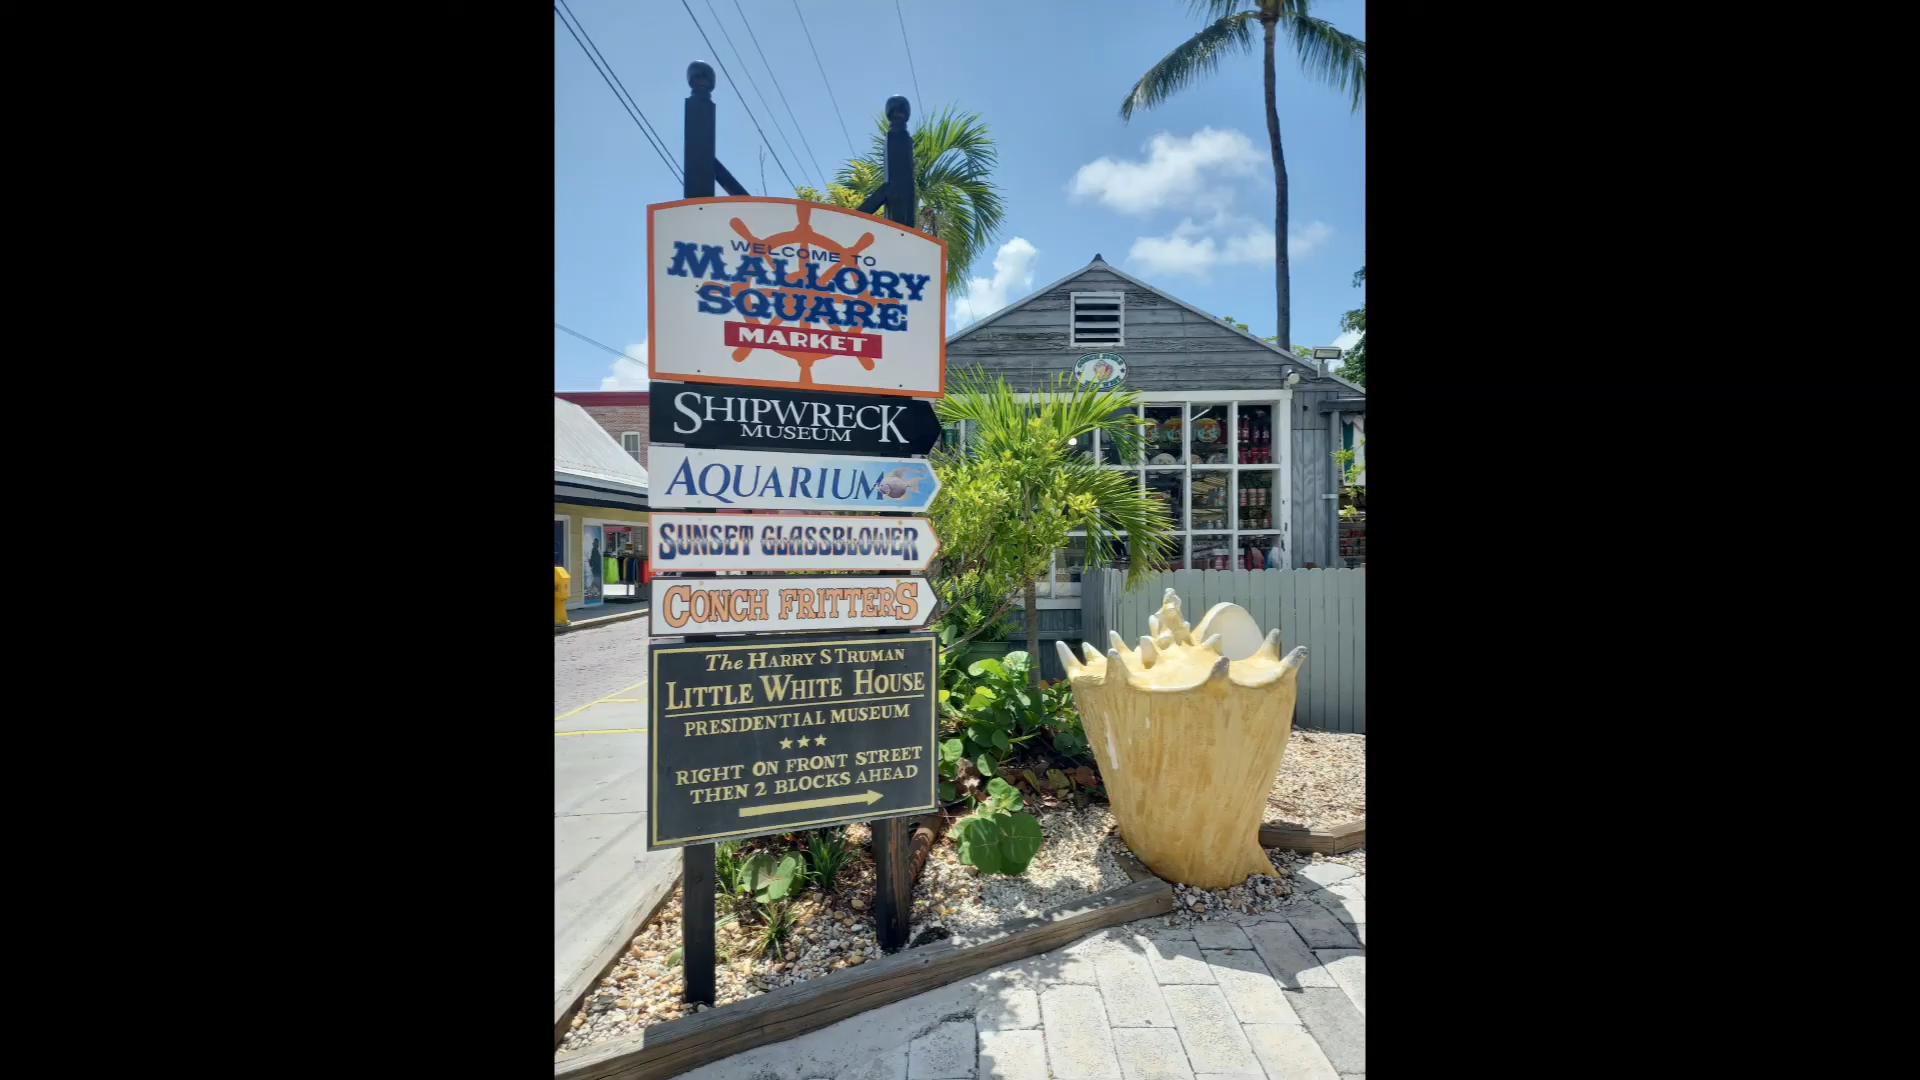 WELCOME TO
MALLORY
SQUARE
MARKET
SHIPWRECK
MUSEUM
AQUARIUM
SUNSET GLASSBLOWER
CONCH FRITTERS
The HARRY S TRUMAN
LITTLE WHITE HOUSE
PRESIDENTIAL MUSEUM
RIGHT ON FRONT STREET
THEN 2 BLOCKS AHEAD